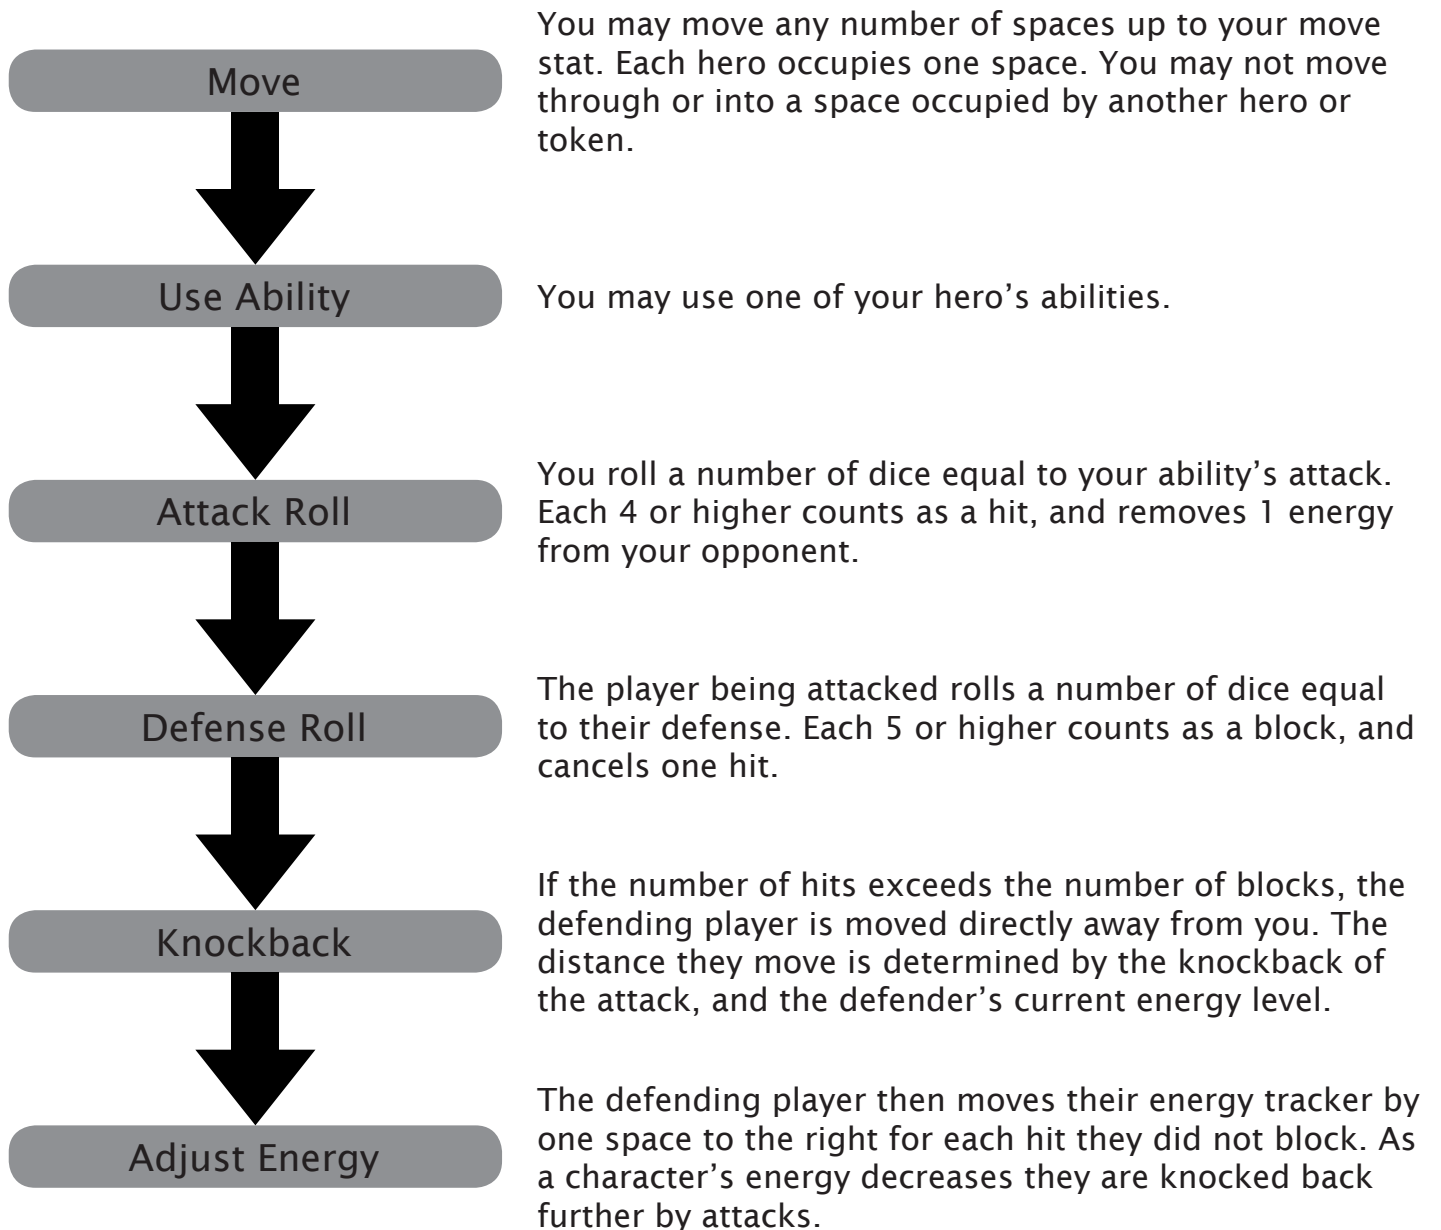 Move
You may move any number of spaces up to your move
stat. Each hero occupies one space. You may not move
through or into a space occupied by another hero or
token.
Use Ability
You may use one of your hero’s abilities.
Attack Roll
You roll a number of dice equal to your ability’s attack.
Each 4 or higher counts as a hit, and removes 1 energy
from your opponent.
Defense Roll
The player being attacked rolls a number of dice equal
to their defense. Each 5 or higher counts as a block, and
cancels one hit.
Knockback
If the number of hits exceeds the number of blocks, the
defending player is moved directly away from you. The
distance they move is determined by the knockback of
the attack, and the defender’s current energy level.
Adjust Energy
The defending player then moves their energy tracker by
one space to the right for each hit they did not block. As
a character’s energy decreases they are knocked back
further by attacks.